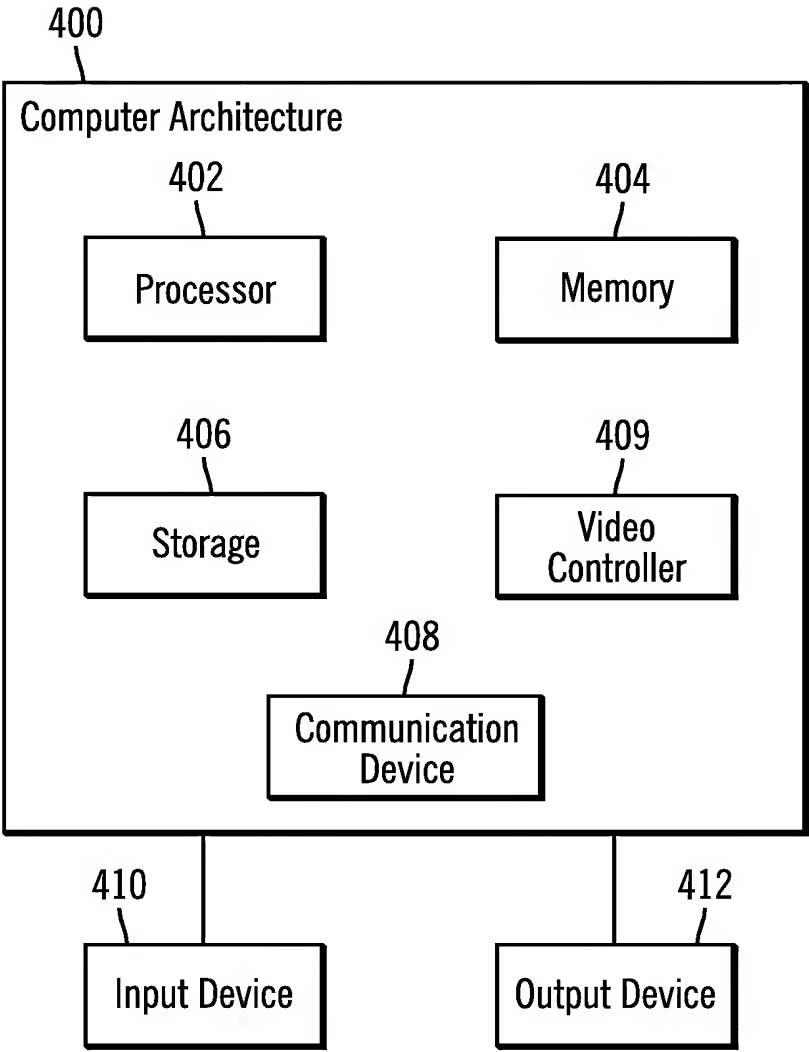 400
Computer Architecture
402
404
Processor
Memory
406
409
Storage
Video
Controller
408
Communication
Device
410
412
Input Device
Output Device